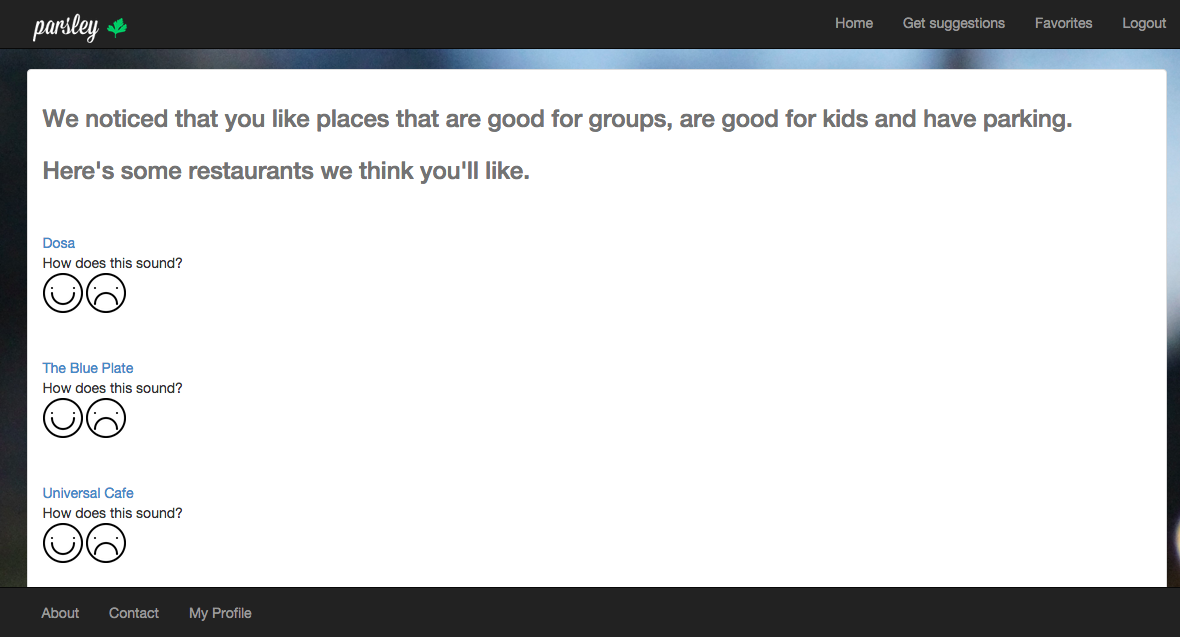 parsley
Home Get suggestions Favorites Logout
We noticed that you like places that are good for groups, are good for kids and have parking.
Here's some restaurants we think you'll like.
Dosa
How does this sound?
The Blue Plate
How does this sound?
Universal Cafe
How does this sound?
About Contact My Profile